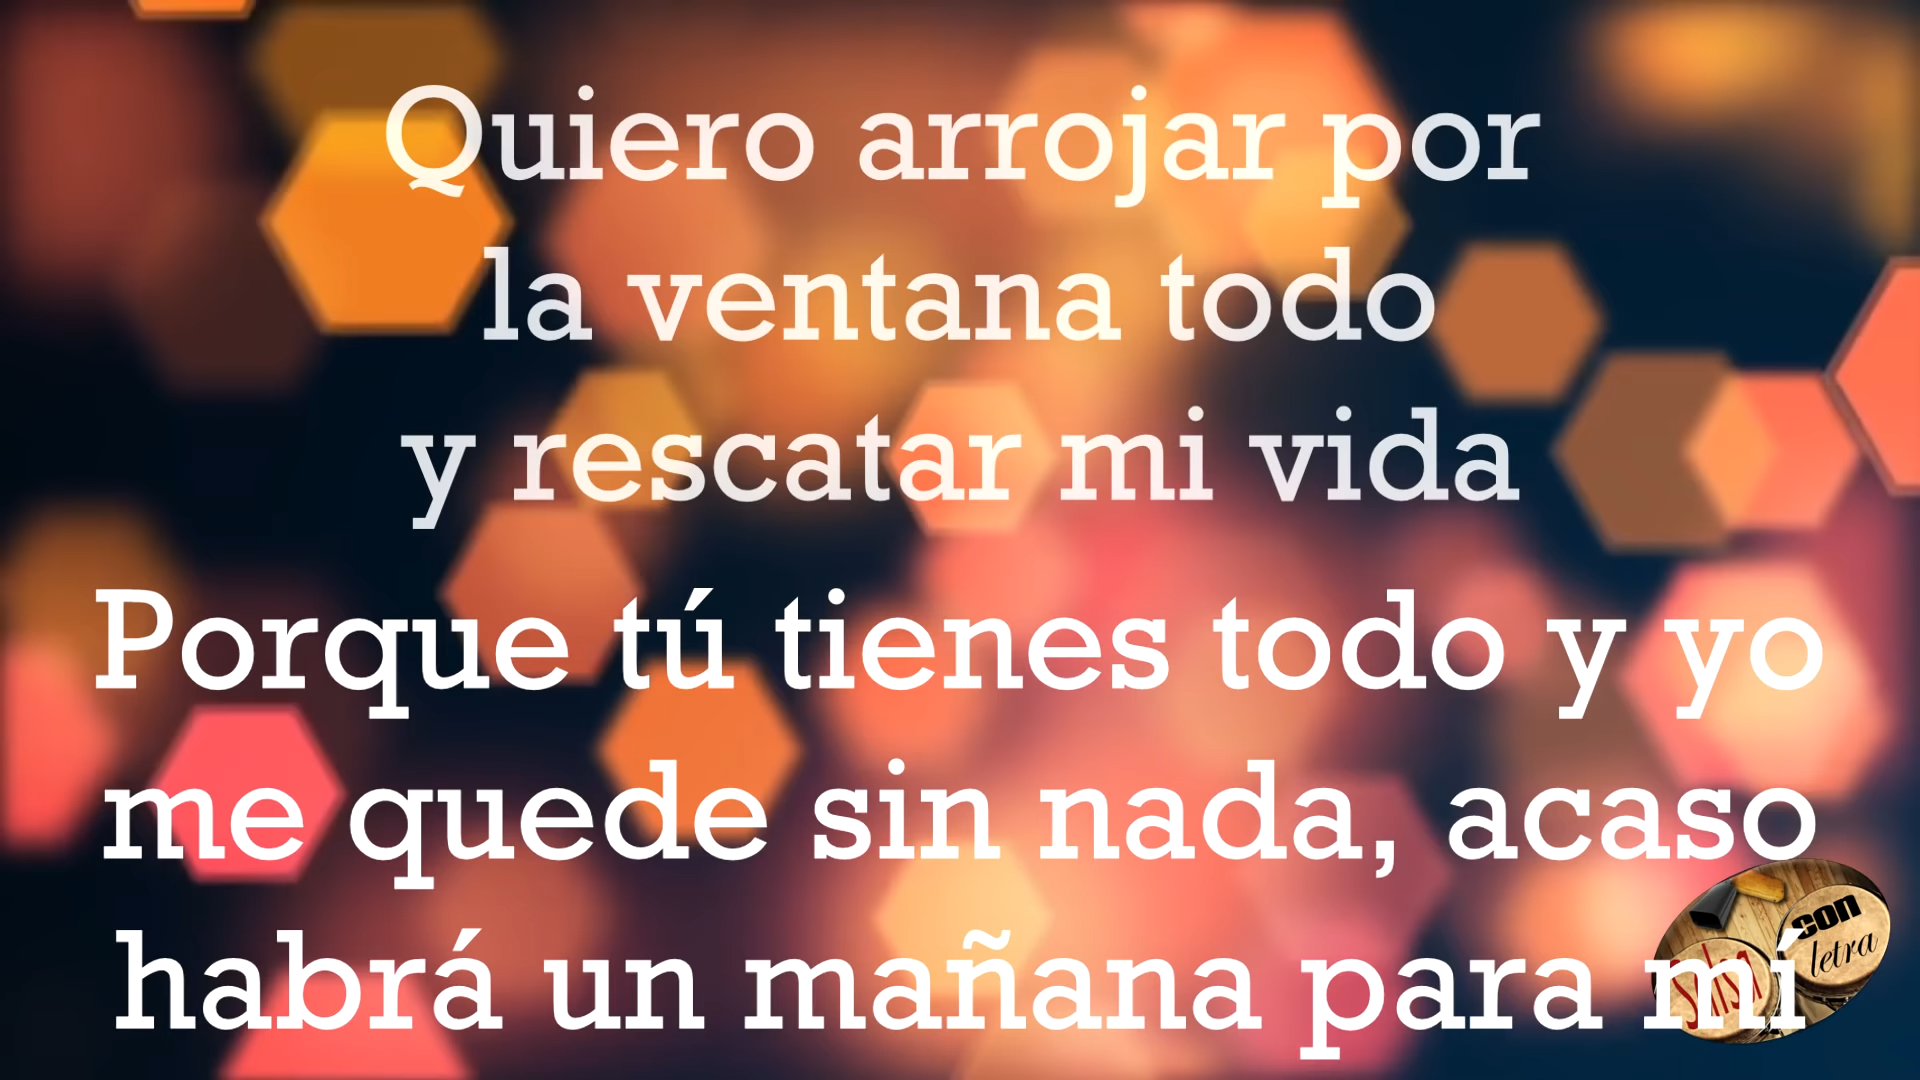 Quiero arrojar por
la ventana todo
y rescatar mi vida
Porque tú tienes todo y yo
me quede sin nada, acaso
habrá un mañana para mí
con
letra
Salsa